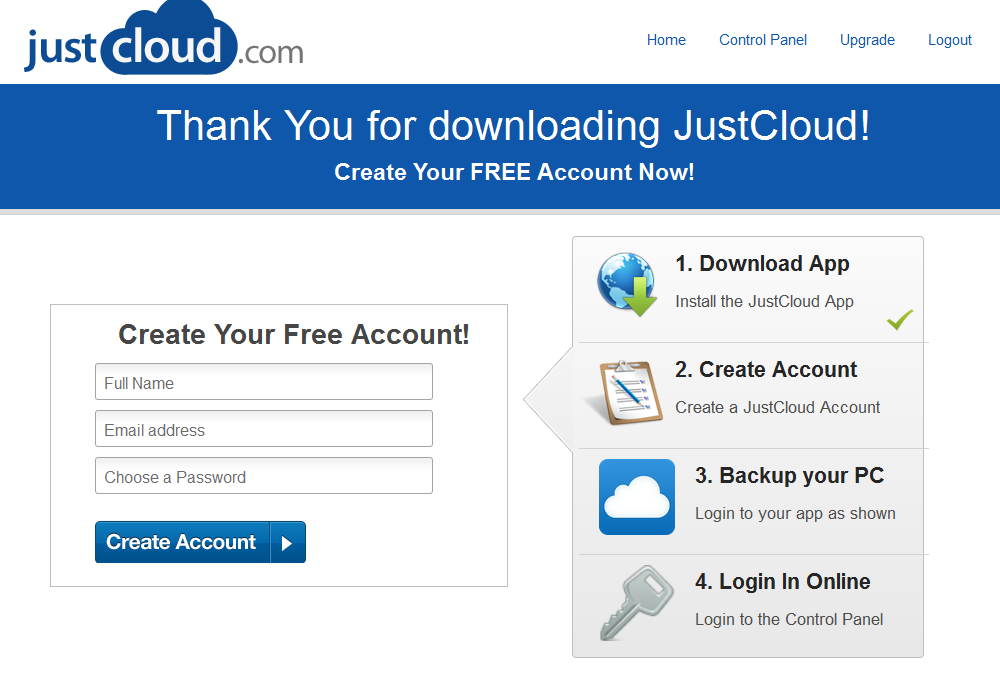 justcloud.com
Home Control Panel Upgrade Logout
Thank You for downloading JustCloud!
Create Your FREE Account Now!
Create Your Free Account!
Full Name
Email address
Choose a Password
Create Account
1. Download App
Install the JustCloud App
2. Create Account
Create a JustCloud Account
3. Backup your PC
Login to your app as shown
4. Login In Online
Login to the Control Panel